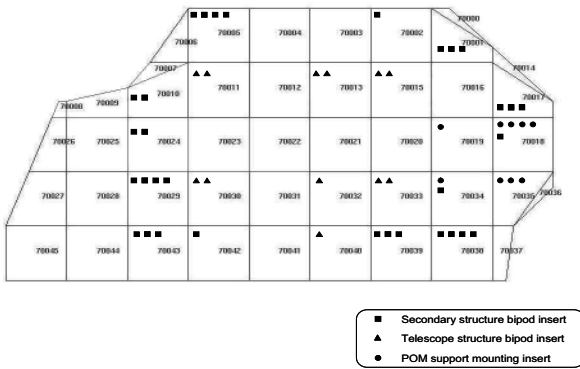 70000
70006 70005 70004 70003 70002 70001
70007 70014
70008 70009 70010 70011 70012 70013 70015 70016 70017
70026 70025 70024 70023 70022 70021 70020 70019 70018
70027 70028 70029 70030 70031 70032 70033 70034 70035 70036
70045 70044 70043 70042 70041 70040 70039 70038 70037
Secondary structure bipod insert
Telescope structure bipod insert
POM support mounting insert